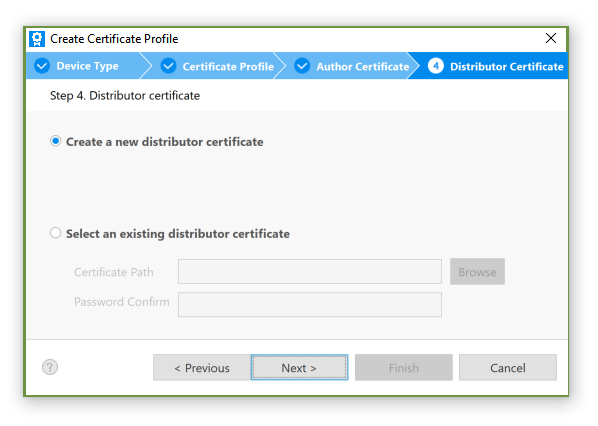 Create Certificate Profile
Device Type Certificate Profile Author Certificate 4 Distributor Certificate
Step 4. Distributor certificate
Create a new distributor certificate
Select an existing distributor certificate
Certificate Path Browse
Password Confirm
? < Previous Next > Finish Cancel